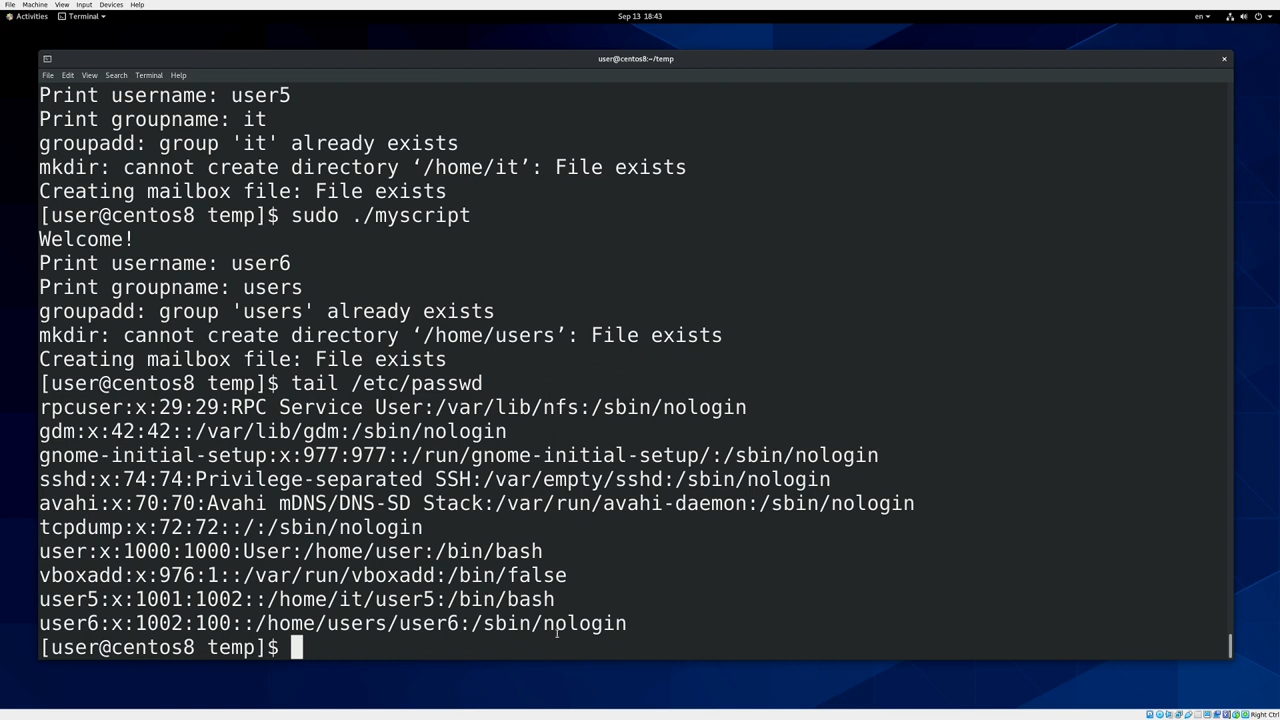 File Machine View Input Devices Help
Activities Terminal Sep 13 18:43 en
user@centos8:~/temp
File Edit View Search Terminal Help
Print username: user5
Print groupname: it
groupadd: group 'it' already exists
mkdir: cannot create directory ‘/home/it’: File exists
Creating mailbox file: File exists
[user@centos8 temp]$ sudo ./myscript
Welcome!
Print username: user6
Print groupname: users
groupadd: group 'users' already exists
mkdir: cannot create directory ‘/home/users’: File exists
Creating mailbox file: File exists
[user@centos8 temp]$ tail /etc/passwd
rpcuser:x:29:29:RPC Service User:/var/lib/nfs:/sbin/nologin
gdm:x:42:42::/var/lib/gdm:/sbin/nologin
gnome-initial-setup:x:977:977::/run/gnome-initial-setup/:/sbin/nologin
sshd:x:74:74:Privilege-separated SSH:/var/empty/sshd:/sbin/nologin
avahi:x:70:70:Avahi mDNS/DNS-SD Stack:/var/run/avahi-daemon:/sbin/nologin
tcpdump:x:72:72::/:/sbin/nologin
user:x:1000:1000:User:/home/user:/bin/bash
vboxadd:x:976:1::/var/run/vboxadd:/bin/false
user5:x:1001:1002::/home/it/user5:/bin/bash
user6:x:1002:100::/home/users/user6:/sbin/nologin
[user@centos8 temp]$
Right Ctrl